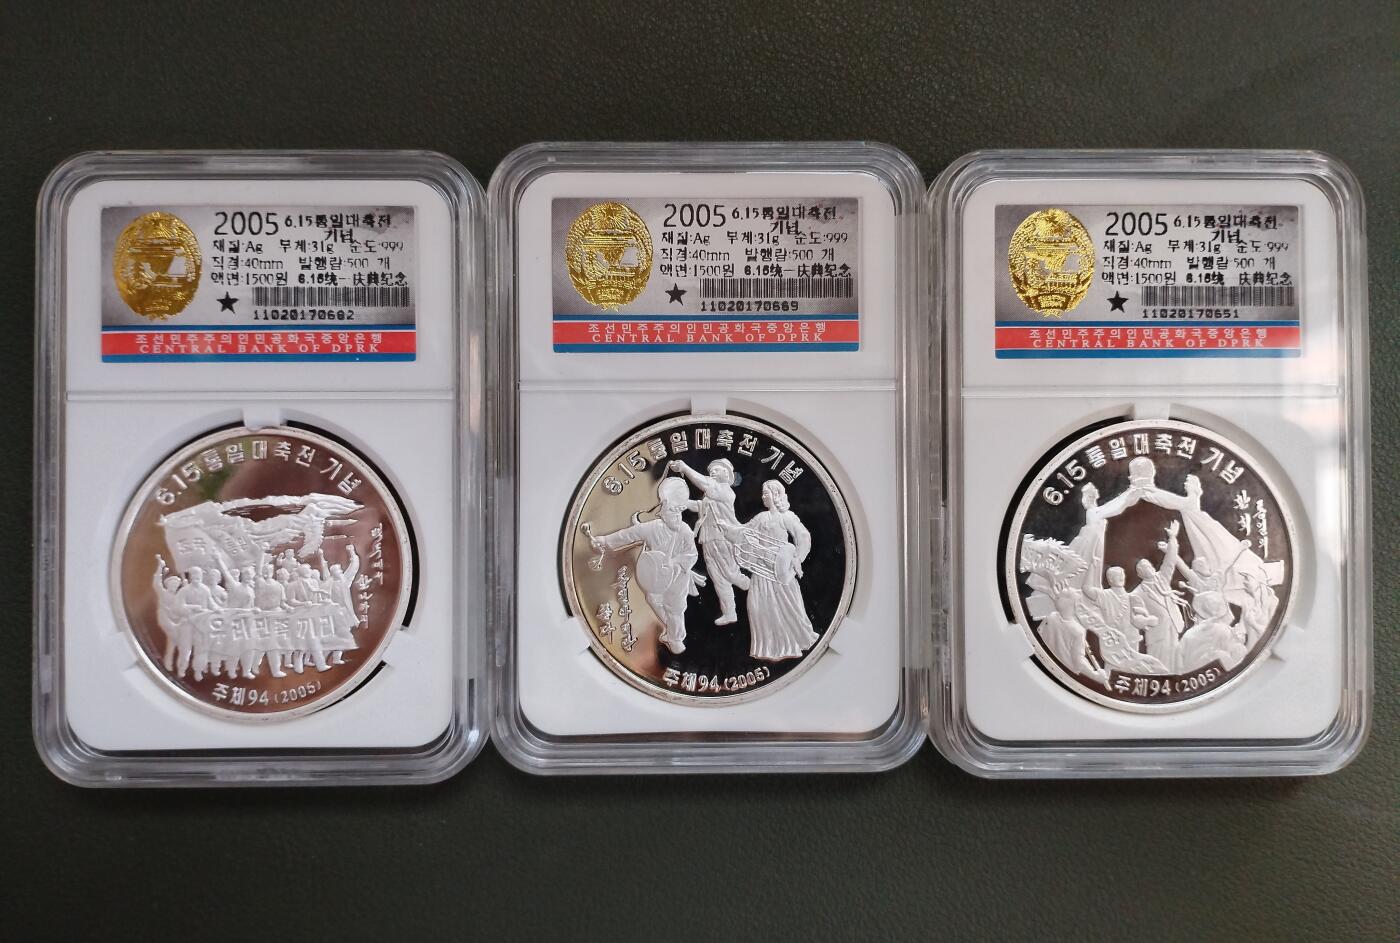 2005 6.15통일대축전
기념
재질:Ag 무게:31g 순도:999
직경:40mm 발행량:500 개
액면:1500원 6.15统一庆典纪念
11020170682
조선민주주의인민공화국중앙은행
CENTRAL BANK OF DPRK
6.15 통일대축전 기념
우리민족끼리
주체94 (2005)
2005 6.15통일대축전
기념
재질:Ag 무게:31g 순도:999
직경:40mm 발행량:500 개
액면:1500원 6.15统一庆典纪念
11020170669
조선민주주의인민공화국중앙은행
CENTRAL BANK OF DPRK
6.15 통일대축전 기념
주체94 (2005)
2005 6.15통일대축전
기념
재질:Ag 무게:31g 순도:999
직경:40mm 발행량:500 개
액면:1500원 6.15统一庆典纪念
11020170651
조선민주주의인민공화국중앙은행
CENTRAL BANK OF DPRK
6.15 통일대축전 기념
주체94 (2005)